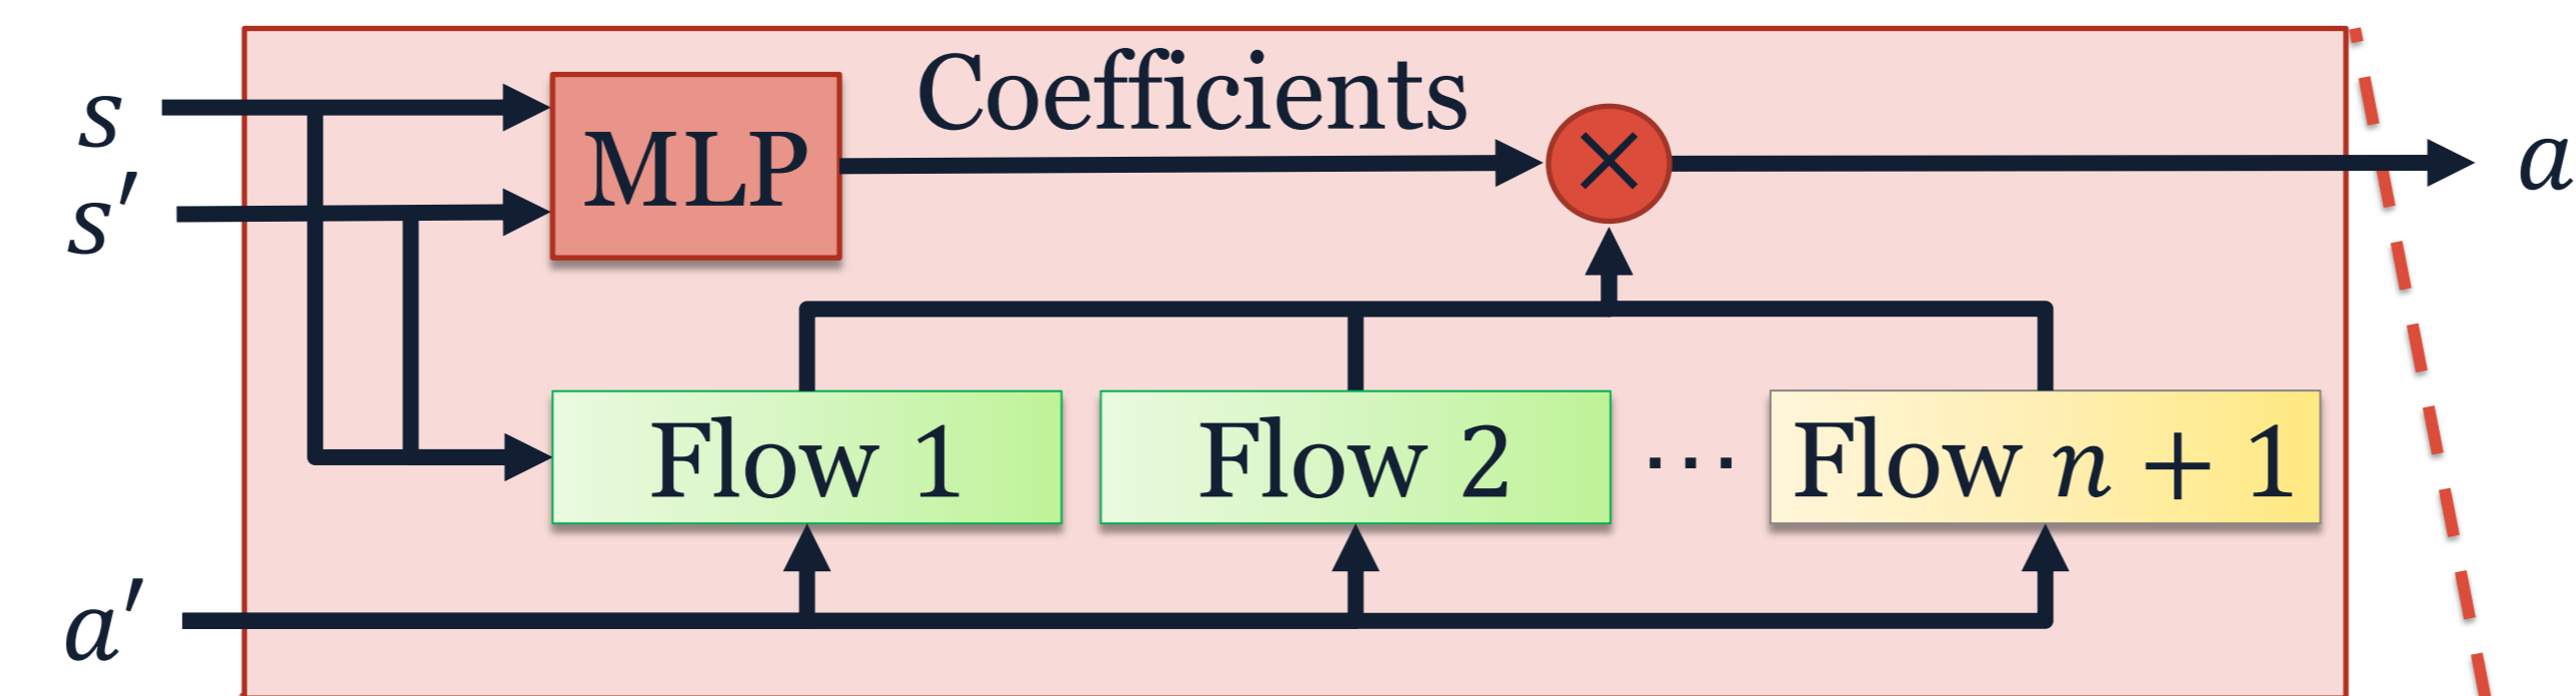 s
s′
MLP
Coefficients
×
a
Flow 1
Flow 2
⋯
Flow n + 1
a′